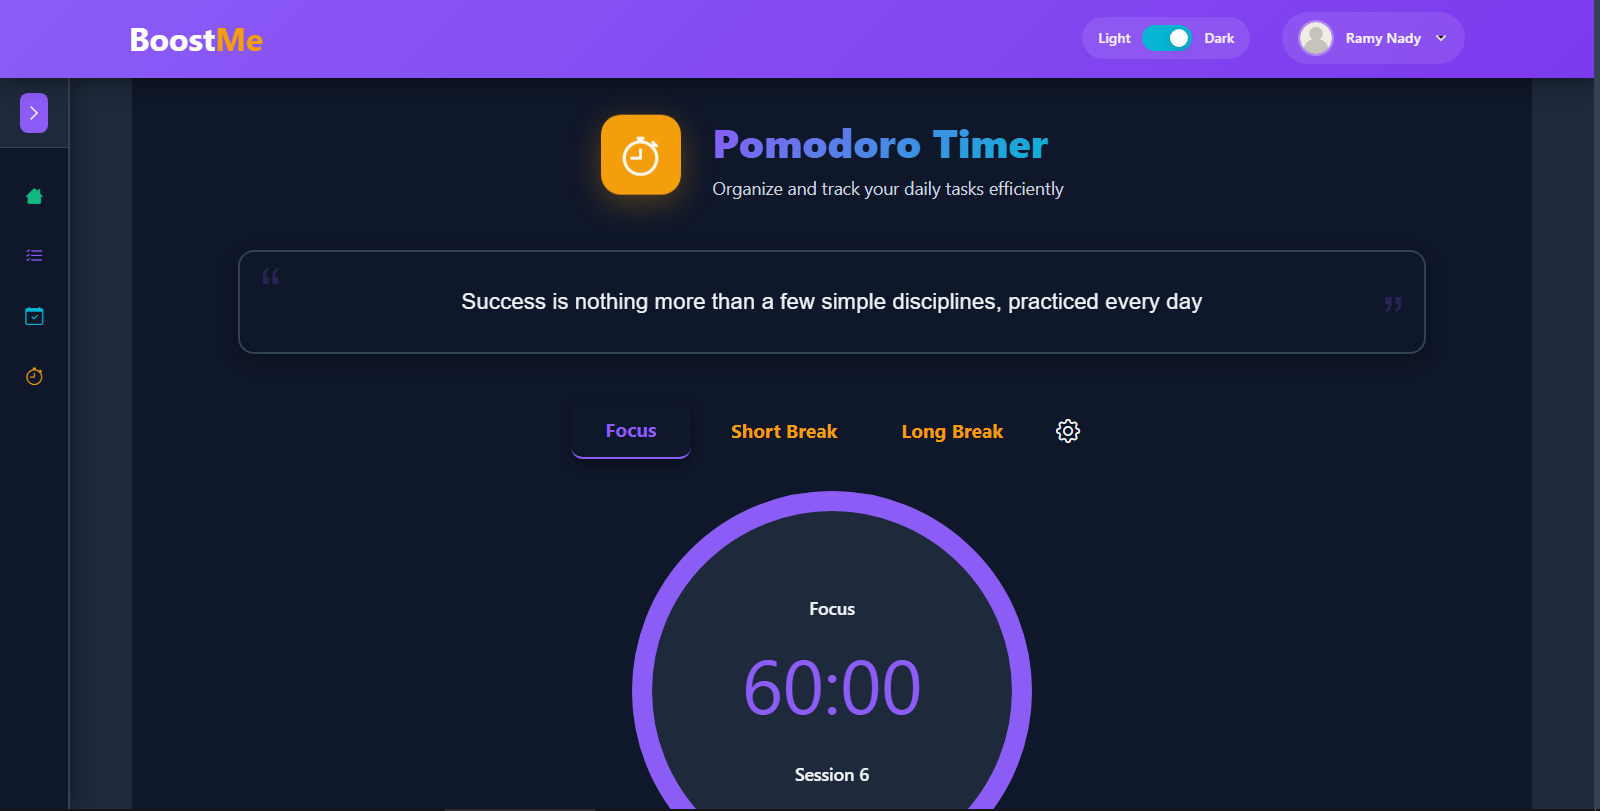 BoostMe
Light Dark
Ramy Nady
Pomodoro Timer
Organize and track your daily tasks efficiently
“
Success is nothing more than a few simple disciplines, practiced every day
”
Focus Short Break Long Break
Focus
60:00
Session 6